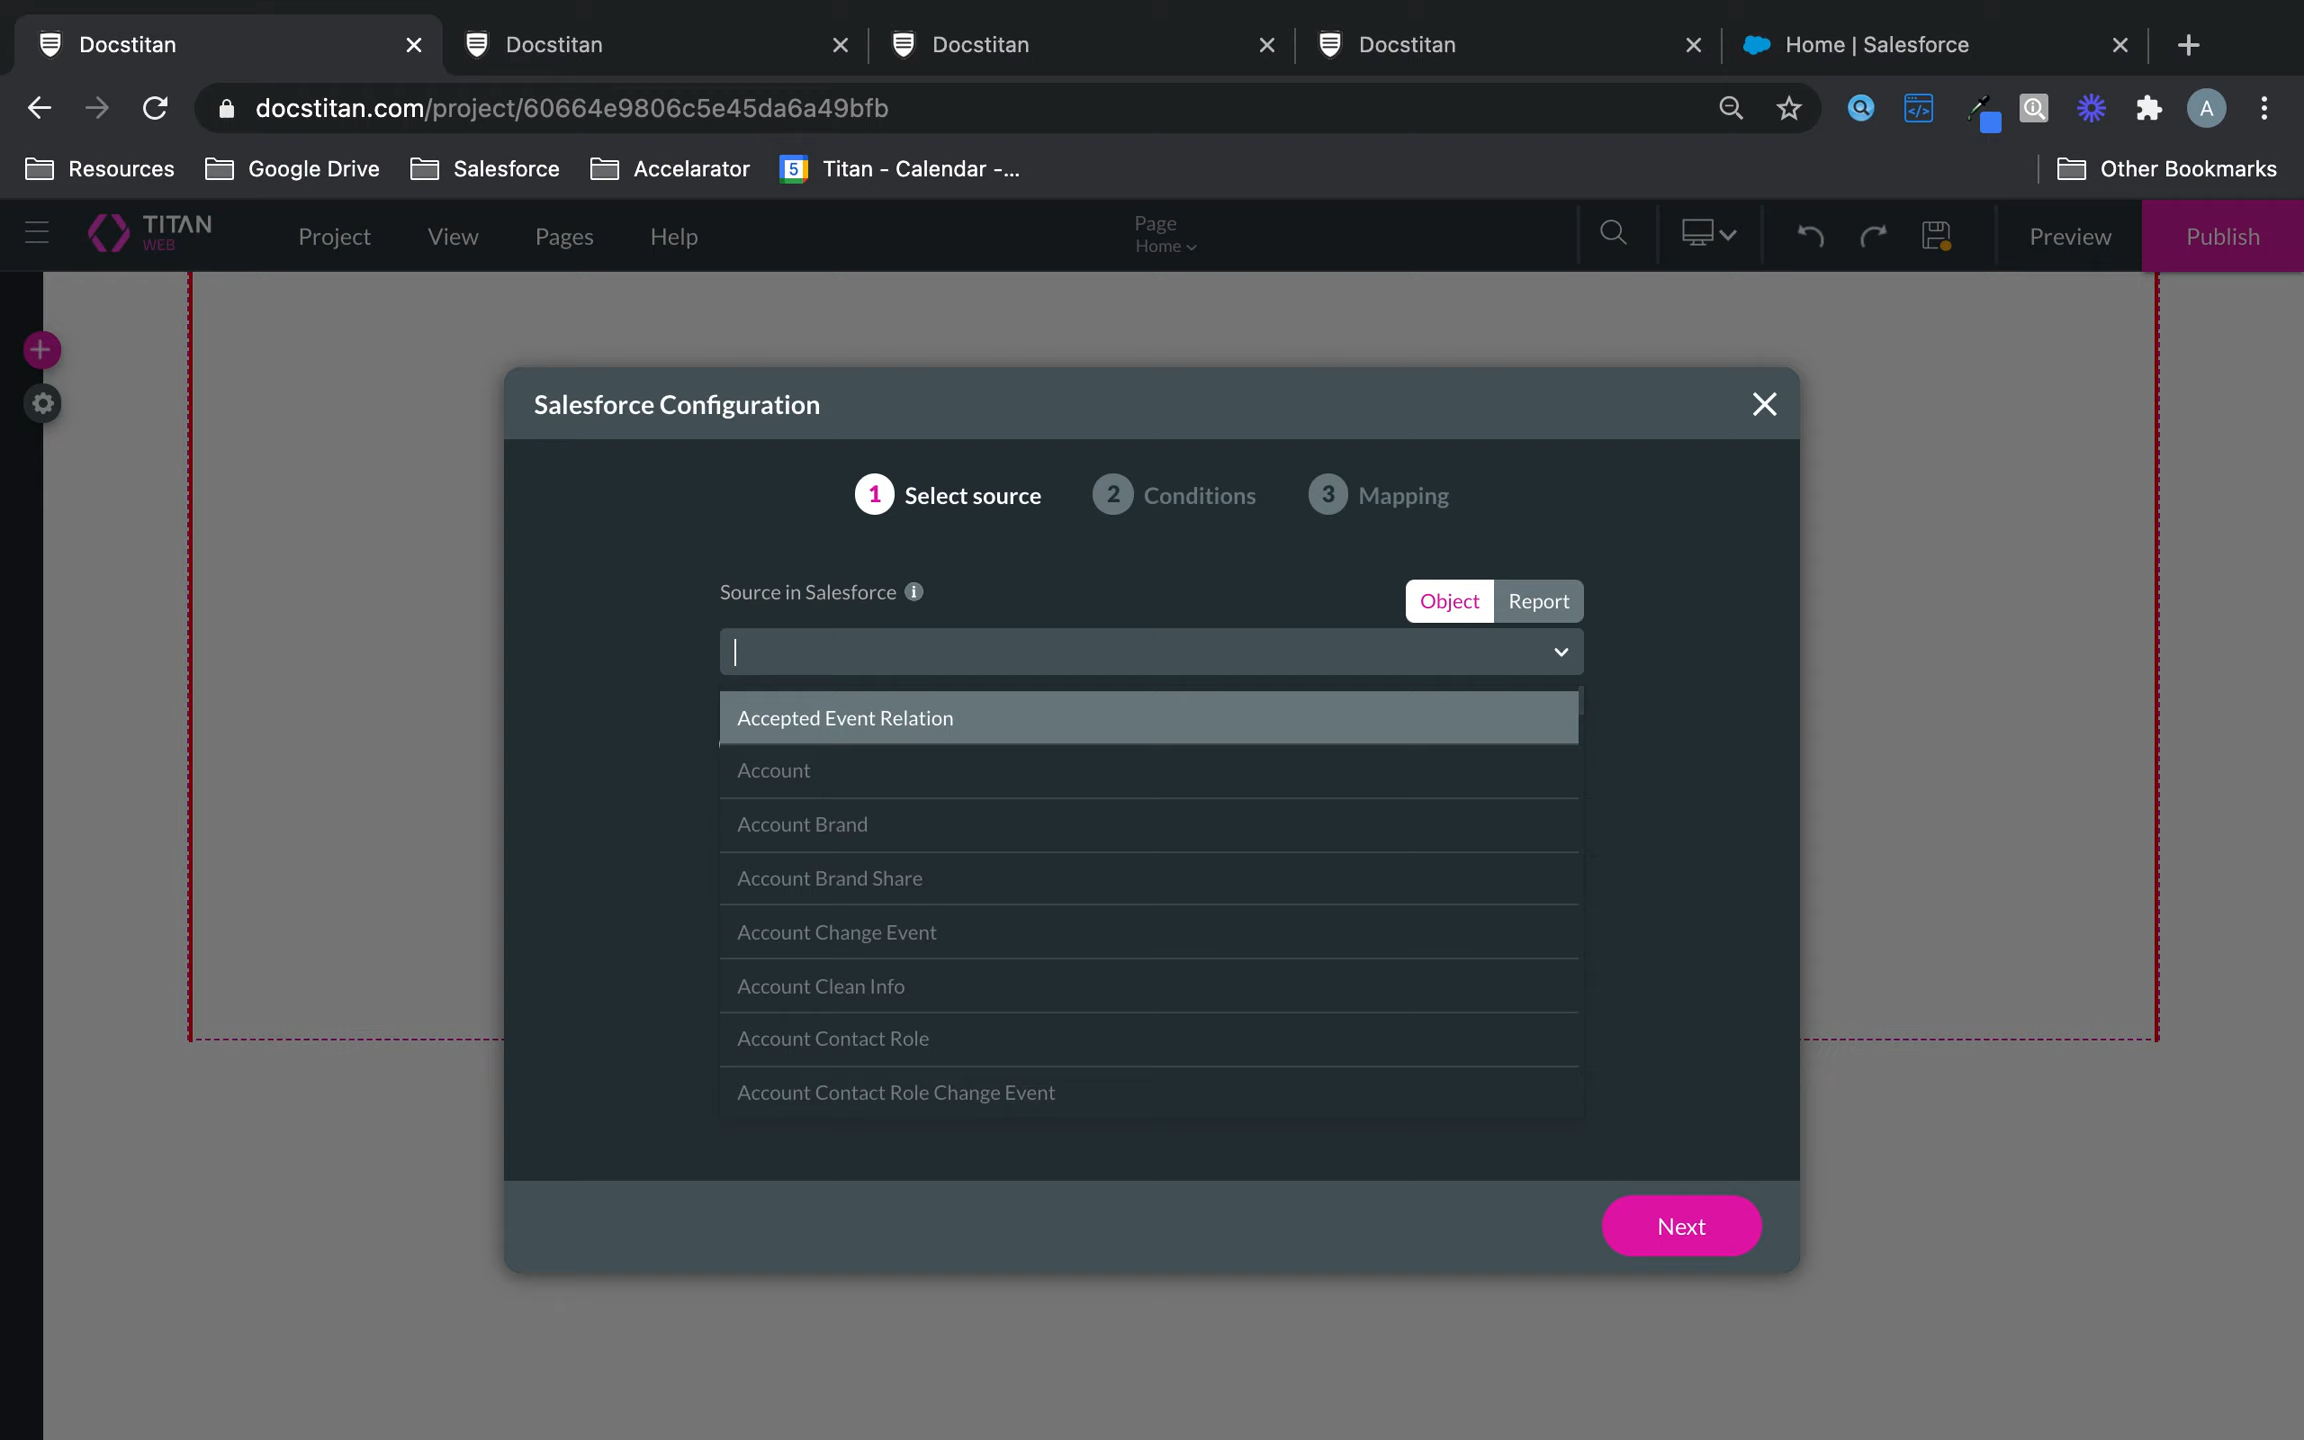 Docstitan
Docstitan
Docstitan
Docstitan
Home | Salesforce
docstitan.com/project/60664e9806c5e45da6a49bfb
A
Resources
Google Drive
Salesforce
Accelarator
5
Titan - Calendar -...
Other Bookmarks
TITAN
WEB
Project
View
Pages
Help
Page
Home
Preview
Publish
Salesforce Configuration
1 Select source
2 Conditions
3 Mapping
Source in Salesforce
Object
Report
Accepted Event Relation
Account
Account Brand
Account Brand Share
Account Change Event
Account Clean Info
Account Contact Role
Account Contact Role Change Event
Next